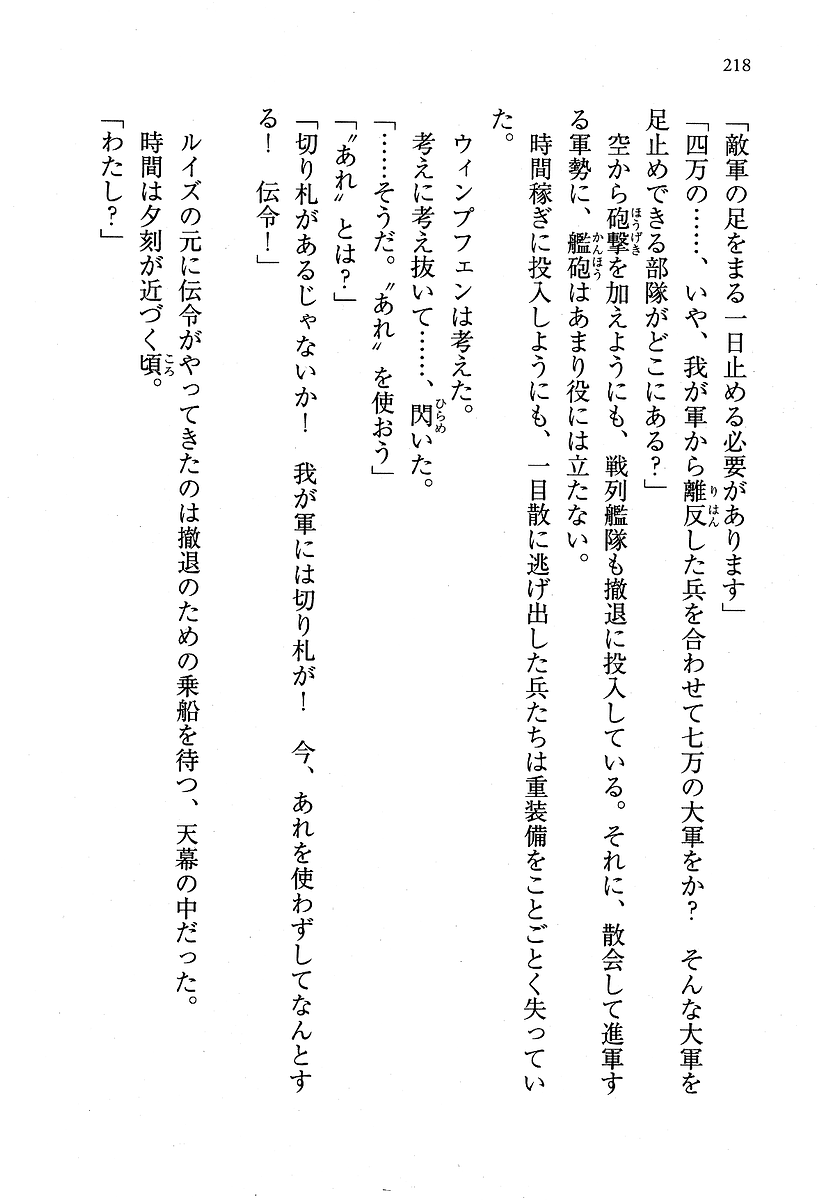 218
「敵軍の足をまる一日止める必要があります」
「四万の……、いや、我が軍から離反した兵を合わせて七万の大軍をか？　そんな大軍を
足止めできる部隊がどこにある？」
　空から砲撃を加えようにも、戦列艦隊も撤退に投入している。それに、散会して進軍す
る軍勢に、艦砲はあまり役には立たない。
　時間稼ぎに投入しようにも、一目散に逃げ出した兵たちは重装備をことごとく失ってい
た。
　ウィンプフェンは考えた。
　考えに考え抜いて……、閃いた。
「……そうだ。〝あれ〟を使おう」
「〝あれ〟とは？」
「切り札があるじゃないか！　我が軍には切り札が！　今、あれを使わずしてなんとす
る！　伝令！」
　ルイズの元に伝令がやってきたのは撤退のための乗船を待つ、天幕の中だった。
　時間は夕刻が近づく頃。
「わたし？」